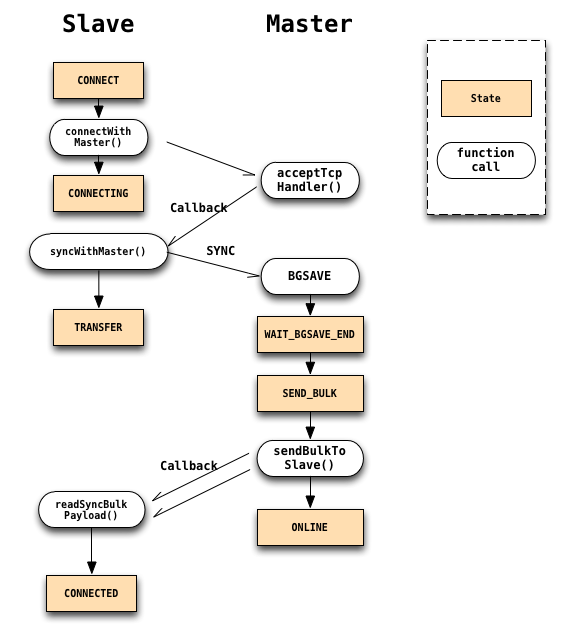 Slave
Master
CONNECT
connectWith
Master()
CONNECTING
acceptTcp
Handler()
Callback
syncWithMaster()
SYNC
BGSAVE
TRANSFER
WAIT_BGSAVE_END
SEND_BULK
sendBulkTo
Slave()
Callback
readSyncBulk
Payload()
ONLINE
CONNECTED
State
function
call